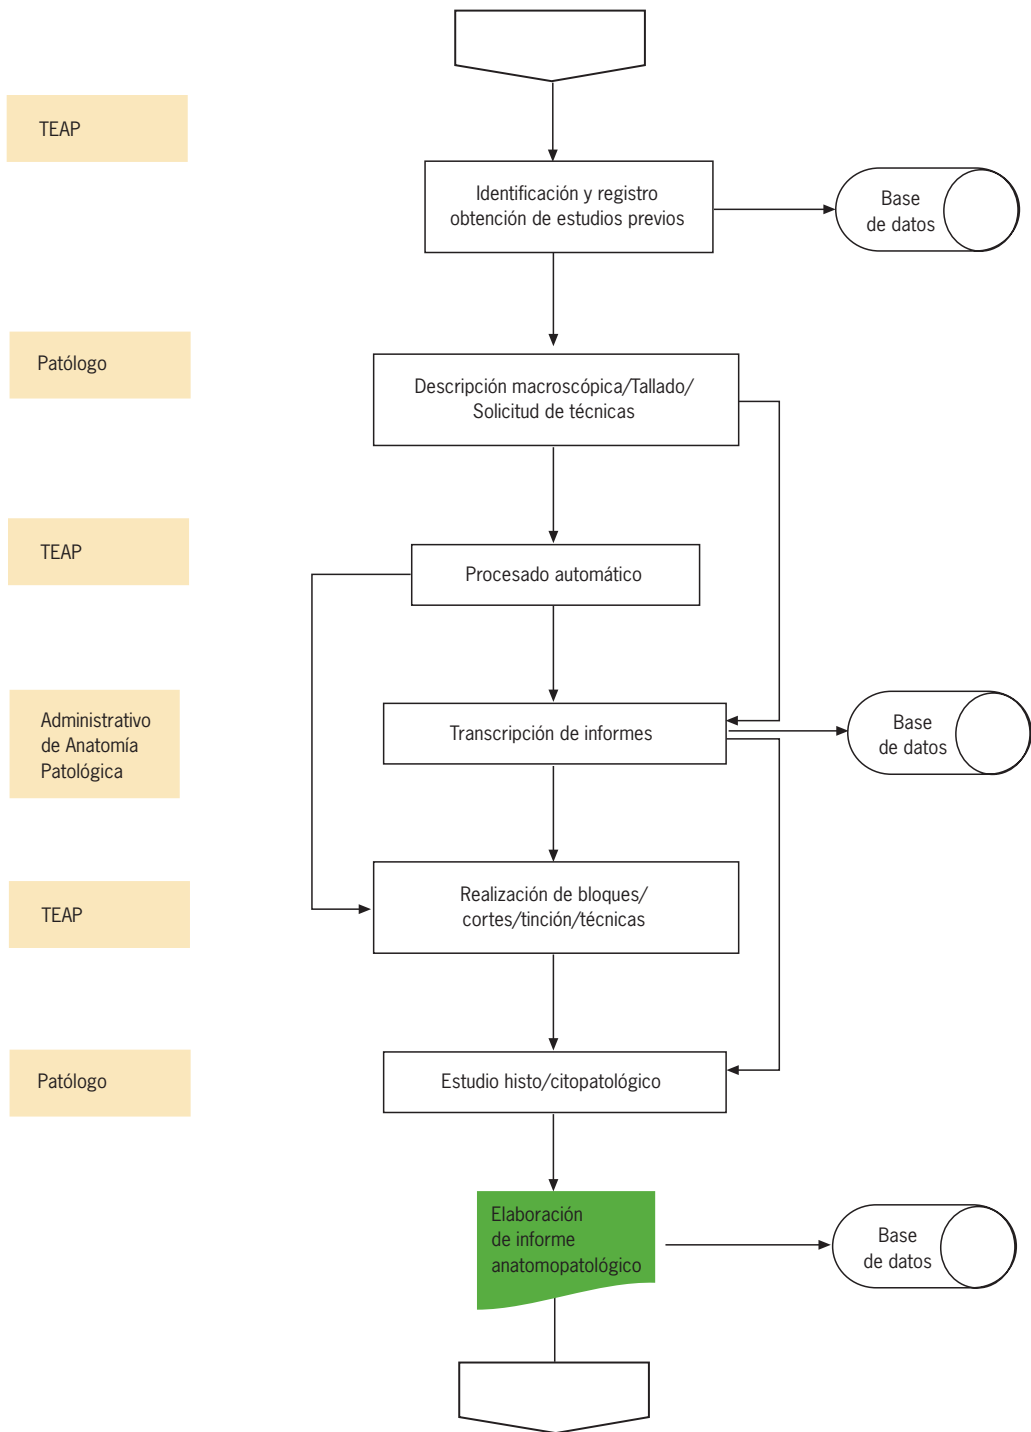 TEAP
Identificación y registro
obtención de estudios previos
Base
de datos
Patólogo
Descripción macroscópica/Tallado/
Solicitud de técnicas
TEAP
Procesado automático
Administrativo
de Anatomía
Patológica
Transcripción de informes
Base
de datos
TEAP
Realización de bloques/
cortes/tinción/técnicas
Patólogo
Estudio histo/citopatológico
Elaboración
de informe
anatomopatológico
Base
de datos